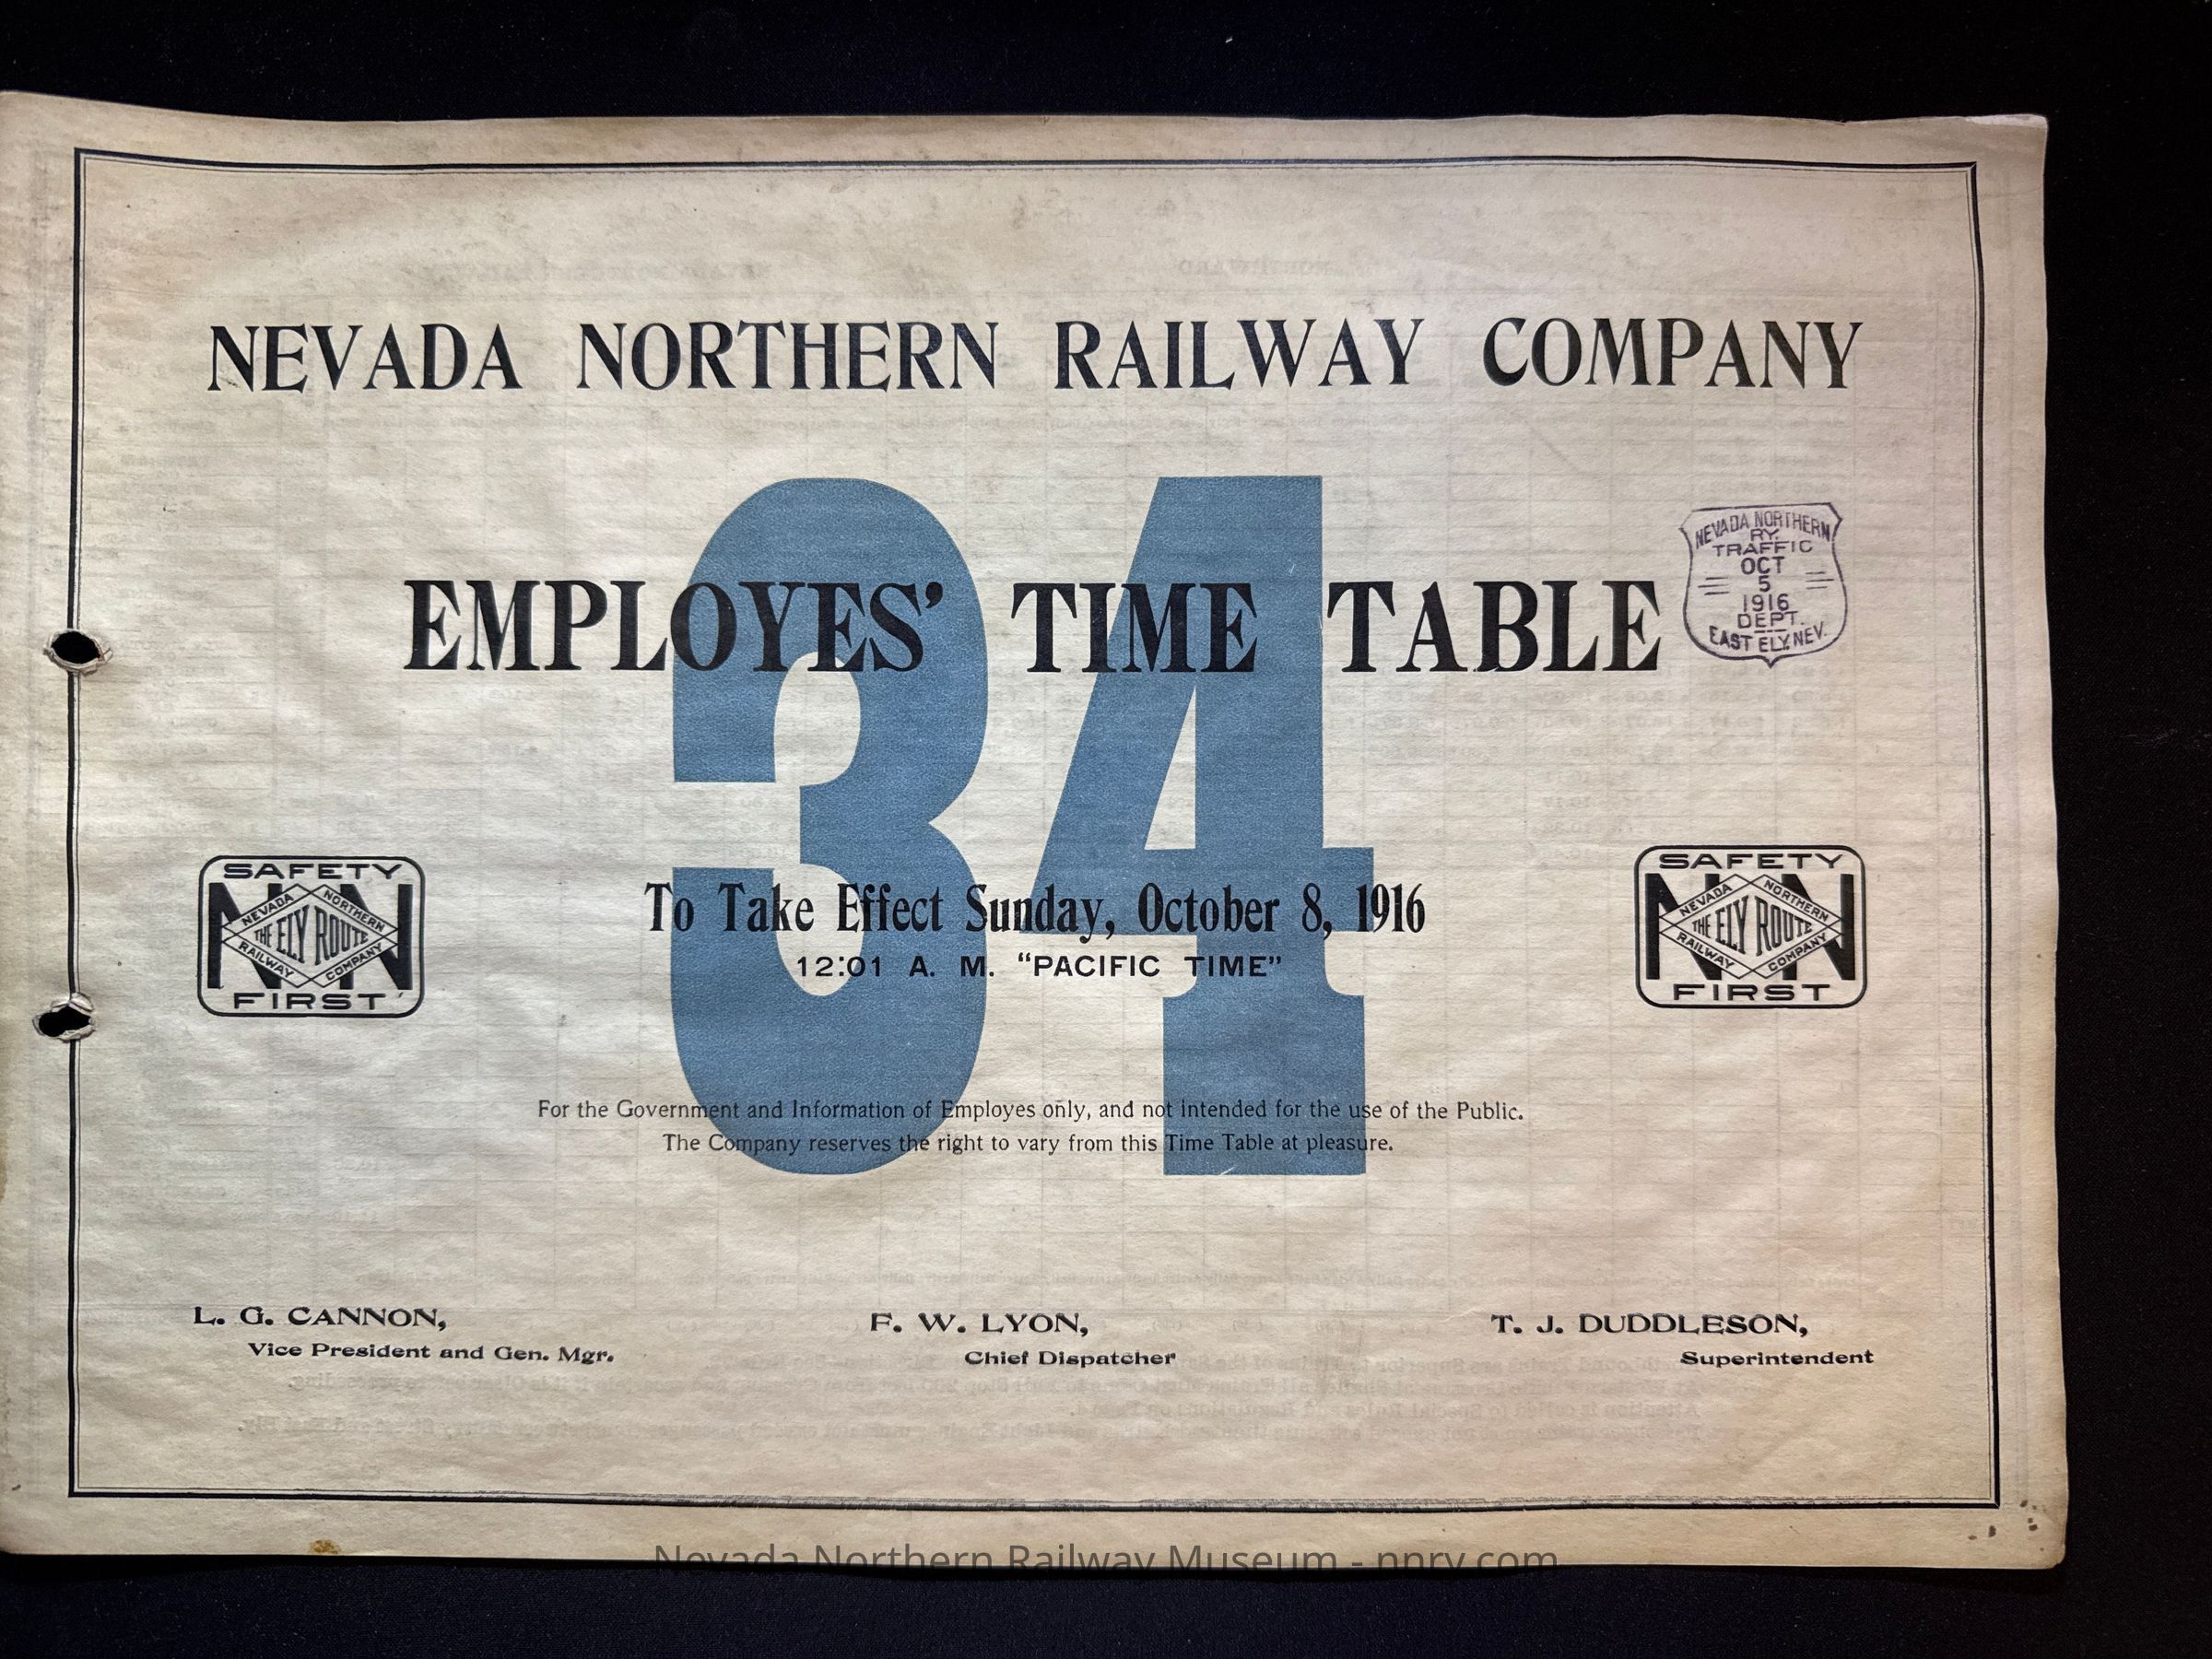 NEVADA NORTHERN RAILWAY COMPANY
34
EMPLOYES' TIME TABLE
NEVADA NORTHERN
RY.
TRAFFIC
OCT
5
1916
DEPT.
EAST ELY, NEV.
SAFETY
NN
NEVADA NORTHERN
THE ELY ROUTE
RAILWAY COMPANY
FIRST
To Take Effect Sunday, October 8, 1916
12:01 A. M. "PACIFIC TIME"
SAFETY
NN
NEVADA NORTHERN
THE ELY ROUTE
RAILWAY COMPANY
FIRST
For the Government and Information of Employes only, and not intended for the use of the Public.
The Company reserves the right to vary from this Time Table at pleasure.
L. G. CANNON,
Vice President and Gen. Mgr.
F. W. LYON,
Chief Dispatcher
T. J. DUDDLESON,
Superintendent
Nevada Northern Railway Museum - nnry.com